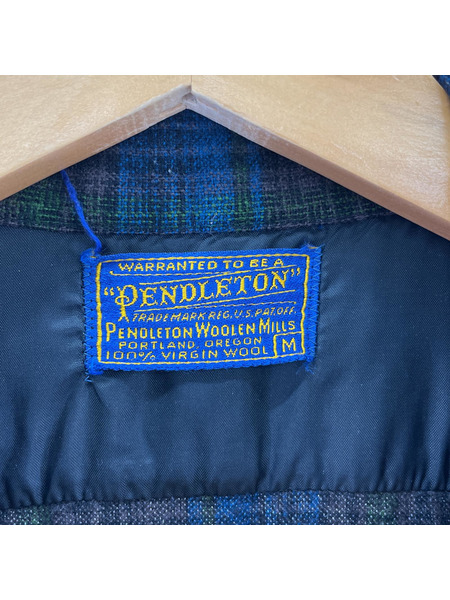 WARRANTED TO BE A
"PENDLETON"
TRADE MARK REG. U.S. PAT. OFF.
PENDLETON WOOLEN MILLS
PORTLAND, OREGON
100% VIRGIN WOOL M